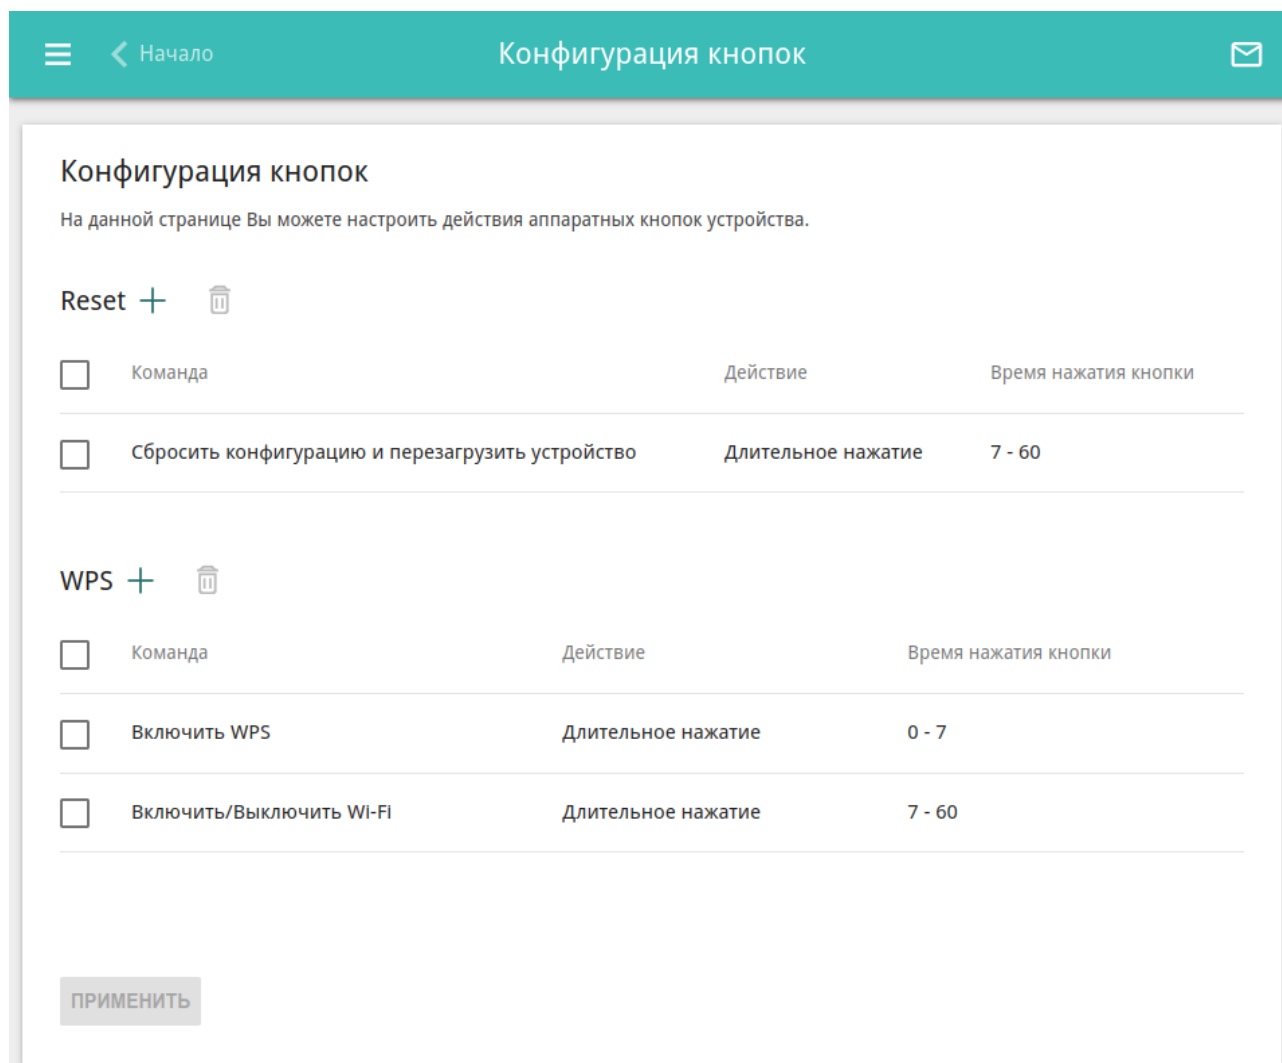 Начало Конфигурация кнопок
Конфигурация кнопок
На данной странице Вы можете настроить действия аппаратных кнопок устройства.
Reset
Команда Действие Время нажатия кнопки
Сбросить конфигурацию и перезагрузить устройство Длительное нажатие 7 - 60
WPS
Команда Действие Время нажатия кнопки
Включить WPS Длительное нажатие 0 - 7
Включить/Выключить Wi-Fi Длительное нажатие 7 - 60
ПРИМЕНИТЬ